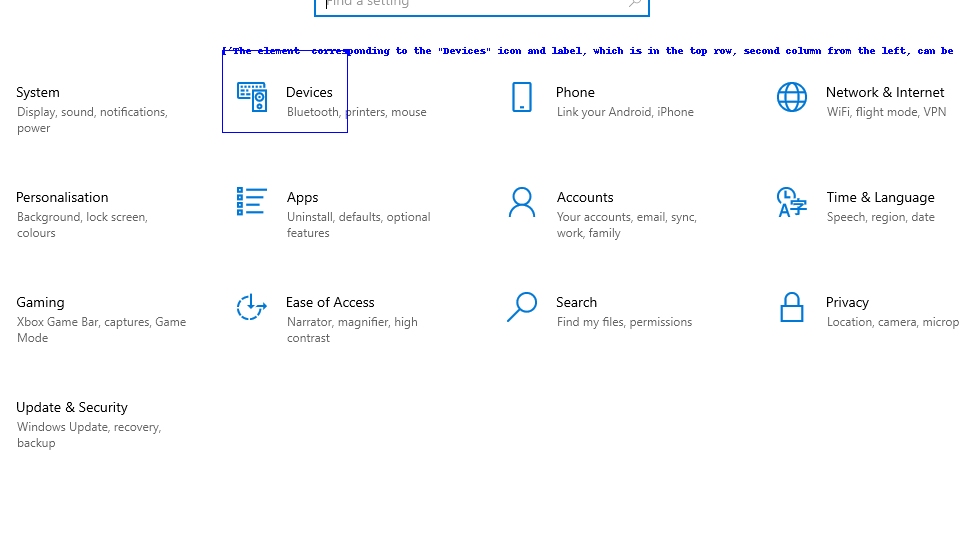 Find a setting
['The element corresponding to the "Devices" icon and label, which is in the top row, second column from the left, can be
System
Display, sound, notifications,
power
Devices
Bluetooth, printers, mouse
Phone
Link your Android, iPhone
Network & Internet
WiFi, flight mode, VPN
Personalisation
Background, lock screen,
colours
Apps
Uninstall, defaults, optional
features
Accounts
Your accounts, email, sync,
work, family
Time & Language
Speech, region, date
Gaming
Xbox Game Bar, captures, Game
Mode
Ease of Access
Narrator, magnifier, high
contrast
Search
Find my files, permissions
Privacy
Location, camera, microp
Update & Security
Windows Update, recovery,
backup